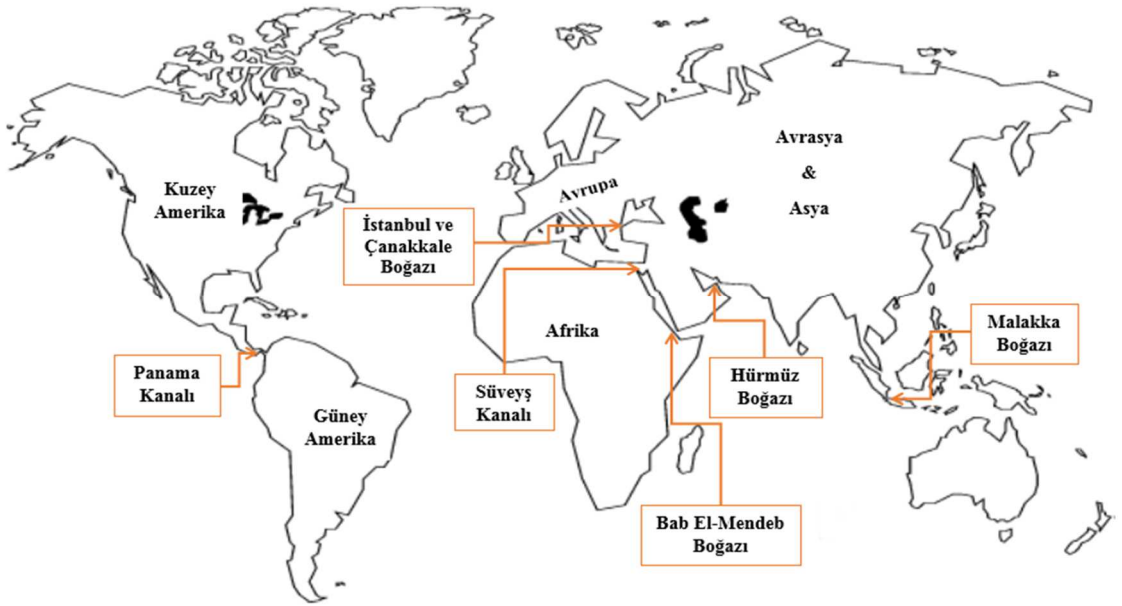 Kuzey
Amerika
Avrupa
Avrasya
&
Asya
İstanbul ve
Çanakkale
Boğazı
Afrika
Malakka
Boğazı
Panama
Kanalı
Süveyş
Kanalı
Hürmüz
Boğazı
Güney
Amerika
Bab El-Mendeb
Boğazı